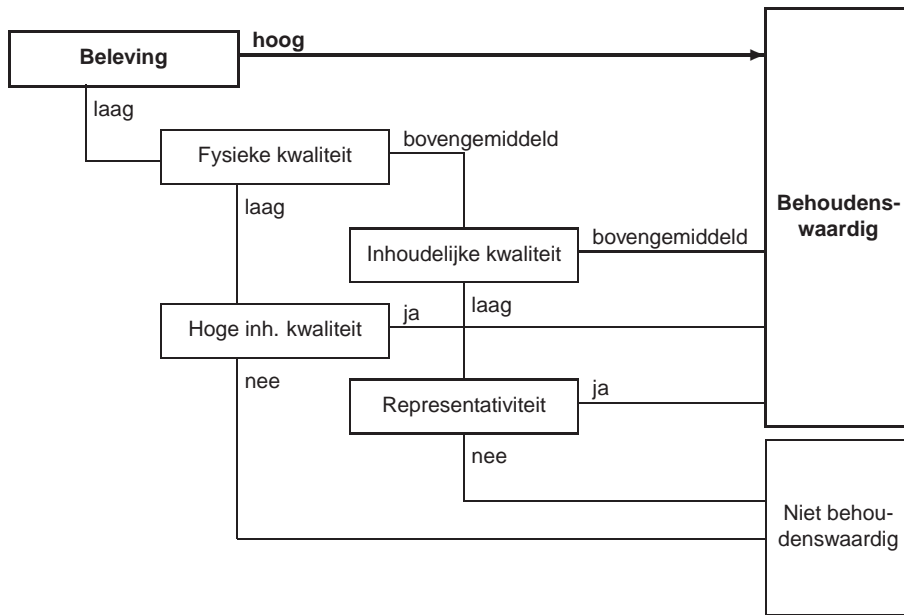 Beleving
hoog
laag
Fysieke kwaliteit
bovengemiddeld
laag
Behoudens-
waardig
Inhoudelijke kwaliteit
bovengemiddeld
laag
Hoge inh. kwaliteit
ja
nee
Representativiteit
ja
nee
Niet behou-
denswaardig